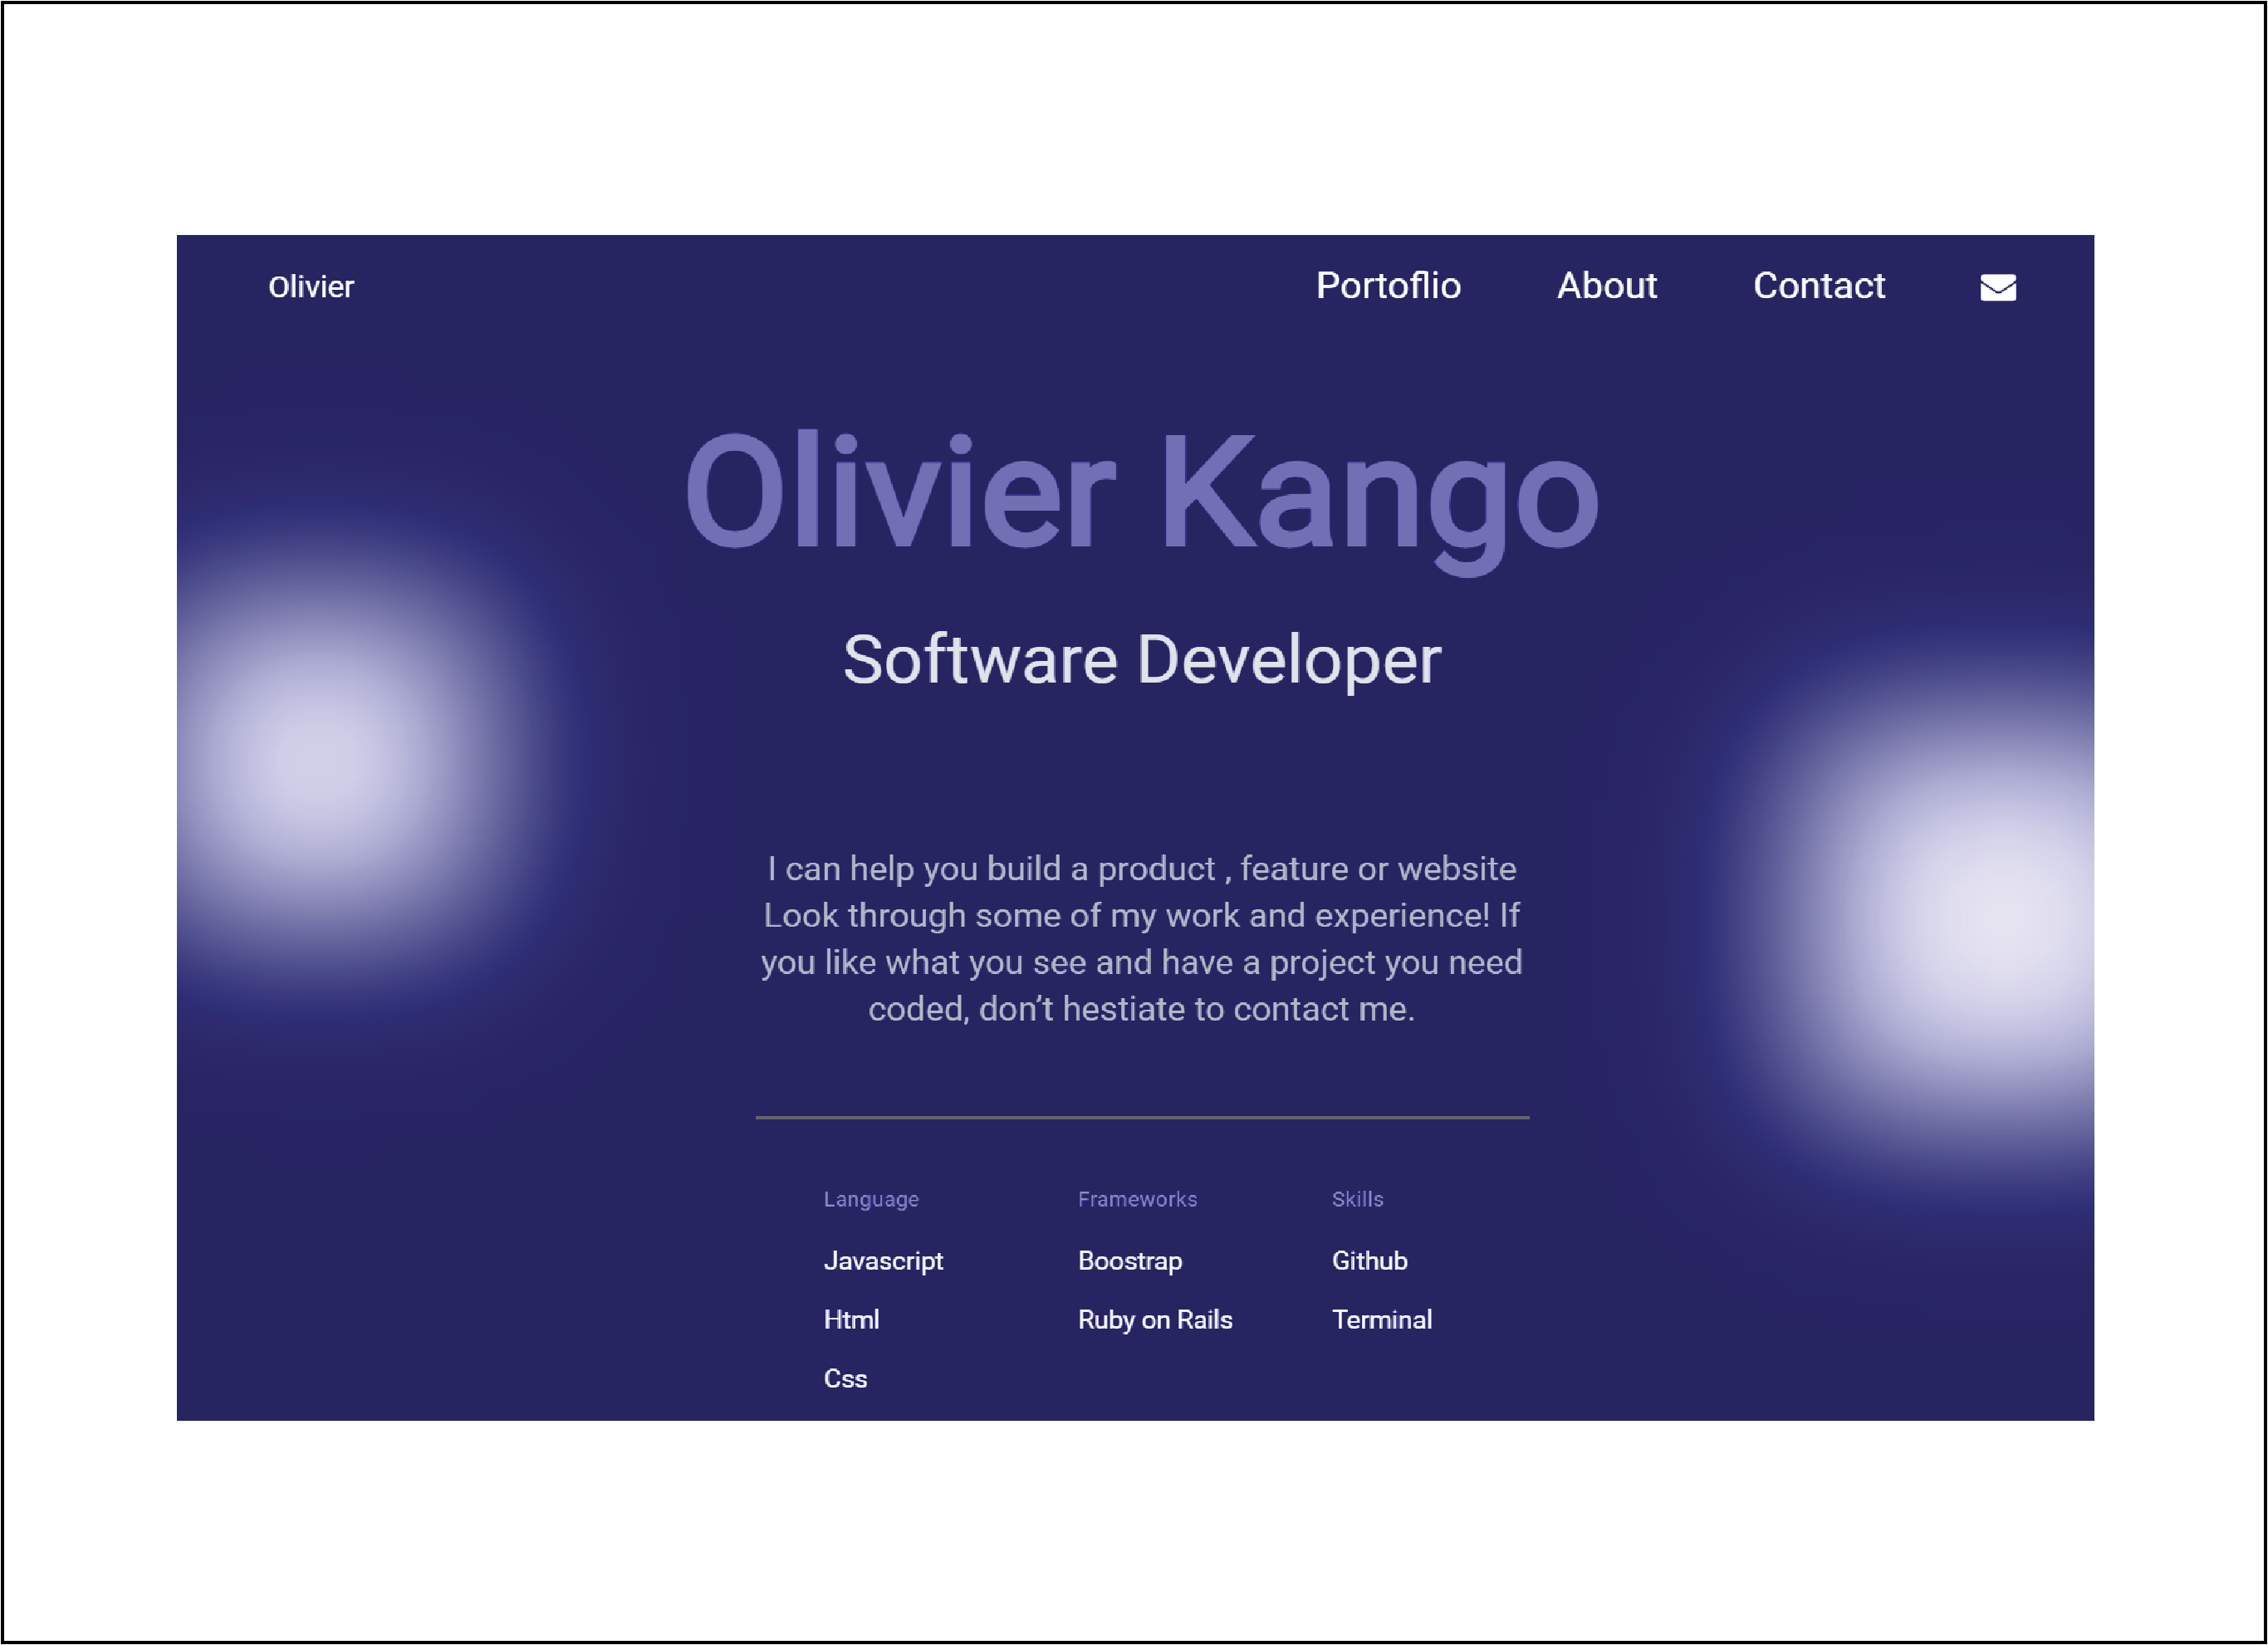 Olivier
Portoflio
About
Contact
Olivier Kango
Software Developer
I can help you build a product , feature or website
Look through some of my work and experience! If
you like what you see and have a project you need
coded, don’t hestiate to contact me.
Language
Javascript
Html
Css
Frameworks
Boostrap
Ruby on Rails
Skills
Github
Terminal